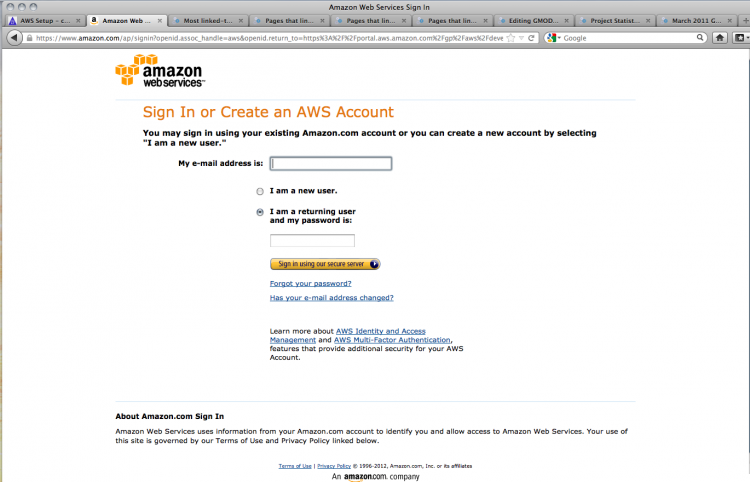 Amazon Web Services Sign In
AWS Setup – c...
Amazon Web ...
Most linked-t...
Pages that lin...
Pages that lin...
Pages that lin...
Editing GMOD...
Project Statist...
March 2011 G...
https://www.amazon.com/ap/signin?openid.assoc_handle=aws&openid.return_to=https%3A%2F%2Fportal.aws.amazon.com%2Fgp%2Faws%2Fdeve
Google
amazon
web services™
Sign In or Create an AWS Account
You may sign in using your existing Amazon.com account or you can create a new account by selecting
"I am a new user."
My e-mail address is:
I am a new user.
I am a returning user
and my password is:
Sign in using our secure server
Forgot your password?
Has your e-mail address changed?
Learn more about AWS Identity and Access
Management and AWS Multi-Factor Authentication,
features that provide additional security for your AWS
Account.
About Amazon.com Sign In
Amazon Web Services uses information from your Amazon.com account to identify you and allow access to Amazon Web Services. Your use
of this site is governed by our Terms of Use and Privacy Policy linked below.
Terms of Use | Privacy Policy © 1996-2012, Amazon.com, Inc. or its affiliates
An amazon.com. company